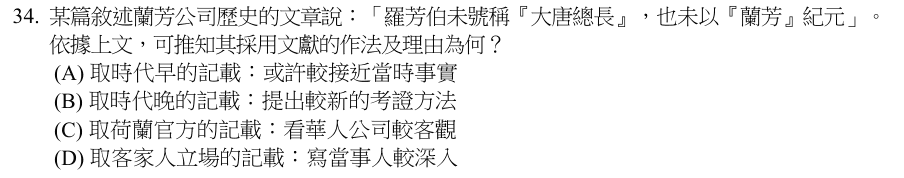 34. 某篇敘述蘭芳公司歷史的文章說：「羅芳伯未號稱『大唐總長』，也未以『蘭芳』紀元」。
依據上文，可推知其採用文獻的作法及理由為何？
(A) 取時代早的記載：或許較接近當時事實
(B) 取時代晚的記載：提出較新的考證方法
(C) 取荷蘭官方的記載：看華人公司較客觀
(D) 取客家人立場的記載：寫當事人較深入